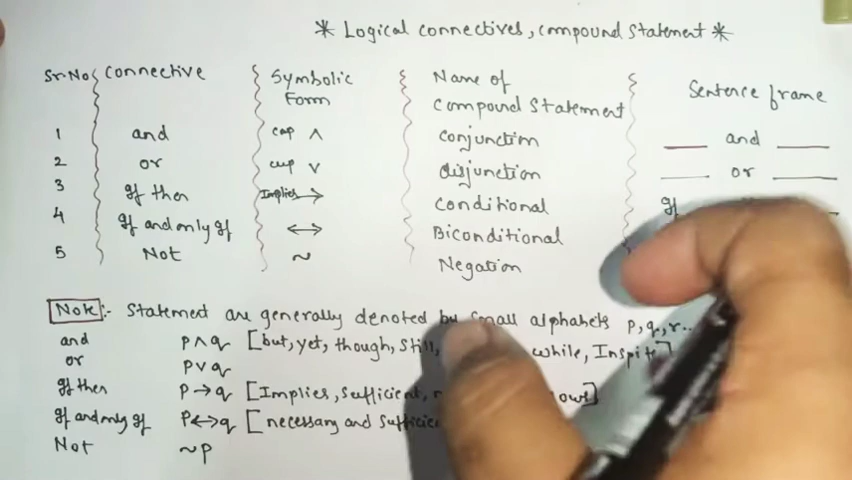 * Logical connectives, compound statement *
Sr.No connective Symbolic Form Name of Compound Statement Sentence frame
1 and cap ∧ conjunction ___ and ___
2 or cup ∨ disjunction ___ or ___
3 If then Implies → Conditional If
4 If and only If ↔ Biconditional
5 Not ~ Negation
Note:- Statement are generally denoted by small alphabets p, q, r..
and p∧q [but, yet, though, still, while, Inspite]
or p∨q
If then p→q [Implies, Sufficient,
If and only If p↔q [necessary and
Not ~p